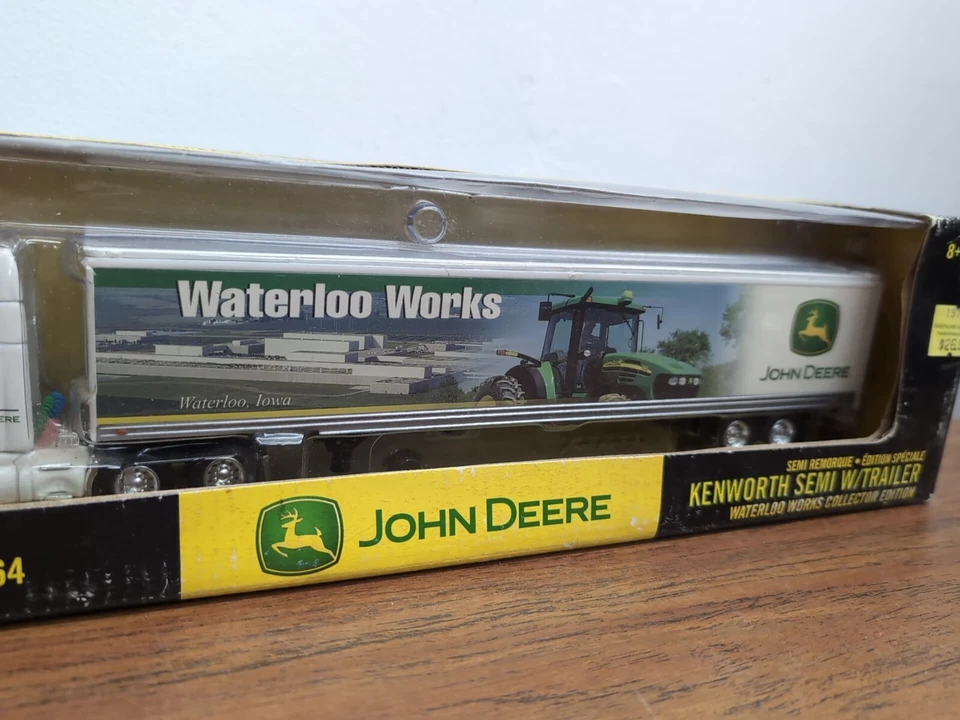 Waterloo Works
Waterloo, Iowa
JOHN DEERE
ERE
8+
64
JOHN DEERE
SEMI REMORQUE • ÉDITION SPÉCIALE
KENWORTH SEMI W/TRAILER
WATERLOO WORKS COLLECTOR EDITION